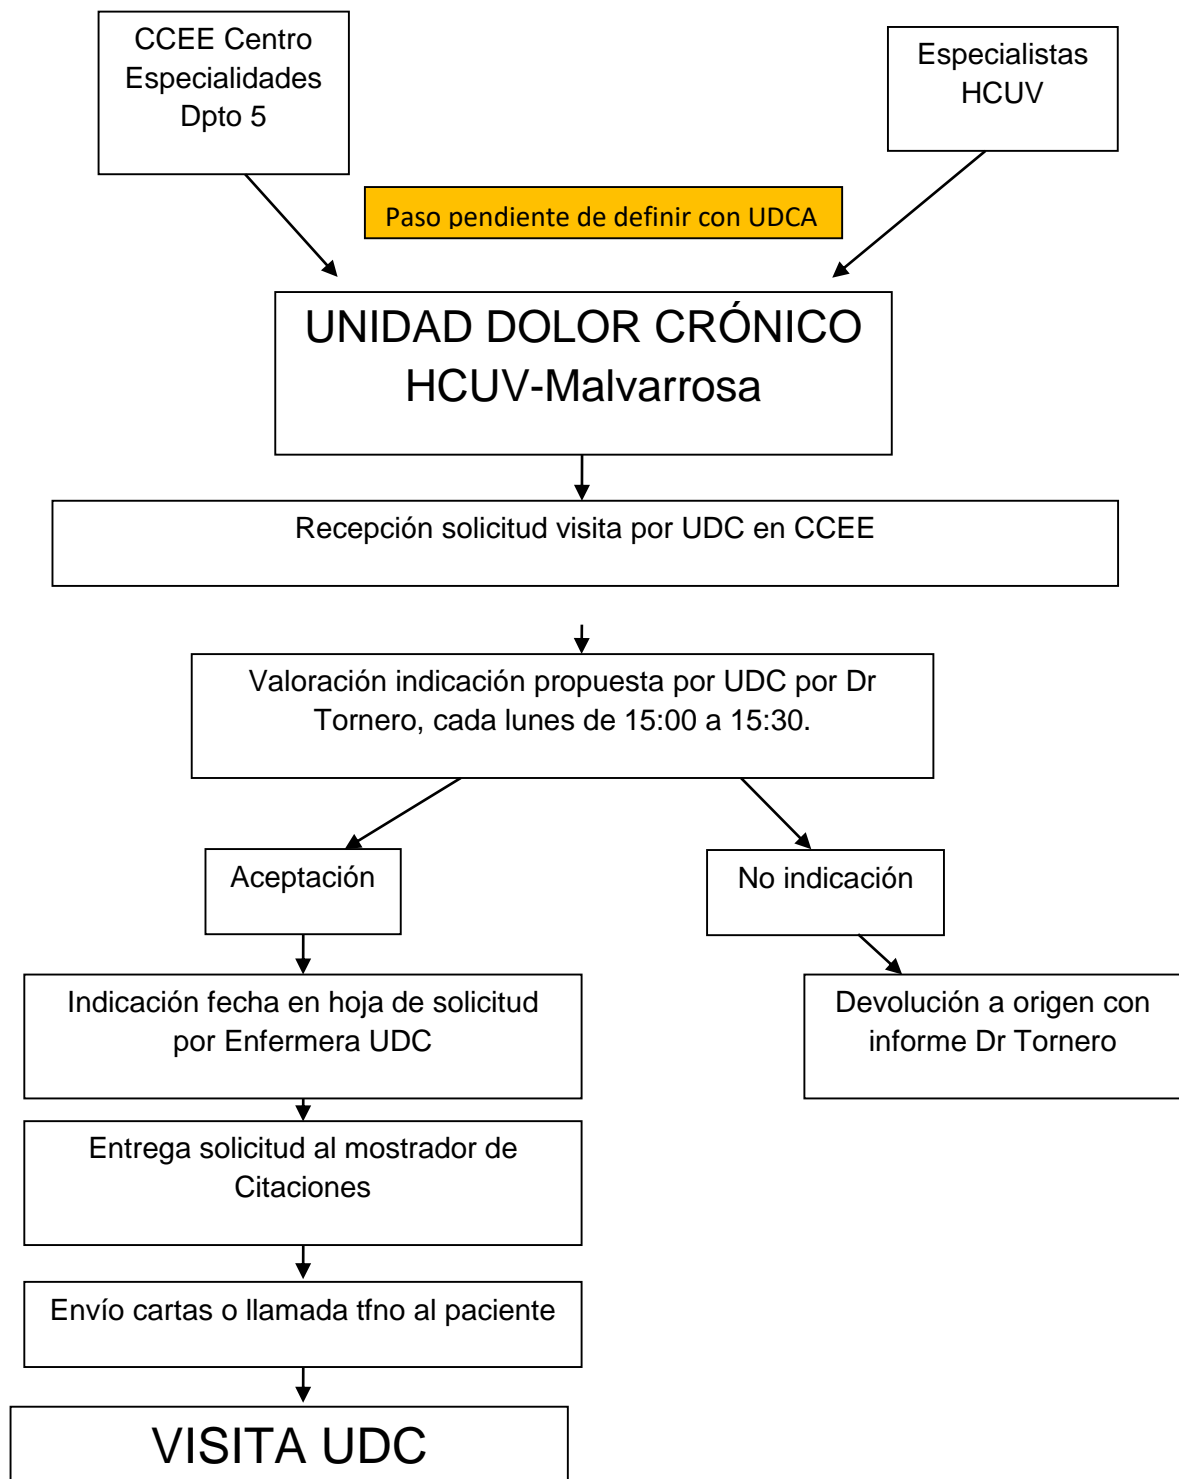 CCEE Centro
Especialidades
Dpto 5
Especialistas
HCUV
Paso pendiente de definir con UDCA
UNIDAD DOLOR CRÓNICO
HCUV-Malvarrosa
Recepción solicitud visita por UDC en CCEE
Valoración indicación propuesta por UDC por Dr
Tornero, cada lunes de 15:00 a 15:30.
Aceptación
No indicación
Indicación fecha en hoja de solicitud
por Enfermera UDC
Devolución a origen con
informe Dr Tornero
Entrega solicitud al mostrador de
Citaciones
Envío cartas o llamada tfno al paciente
VISITA UDC